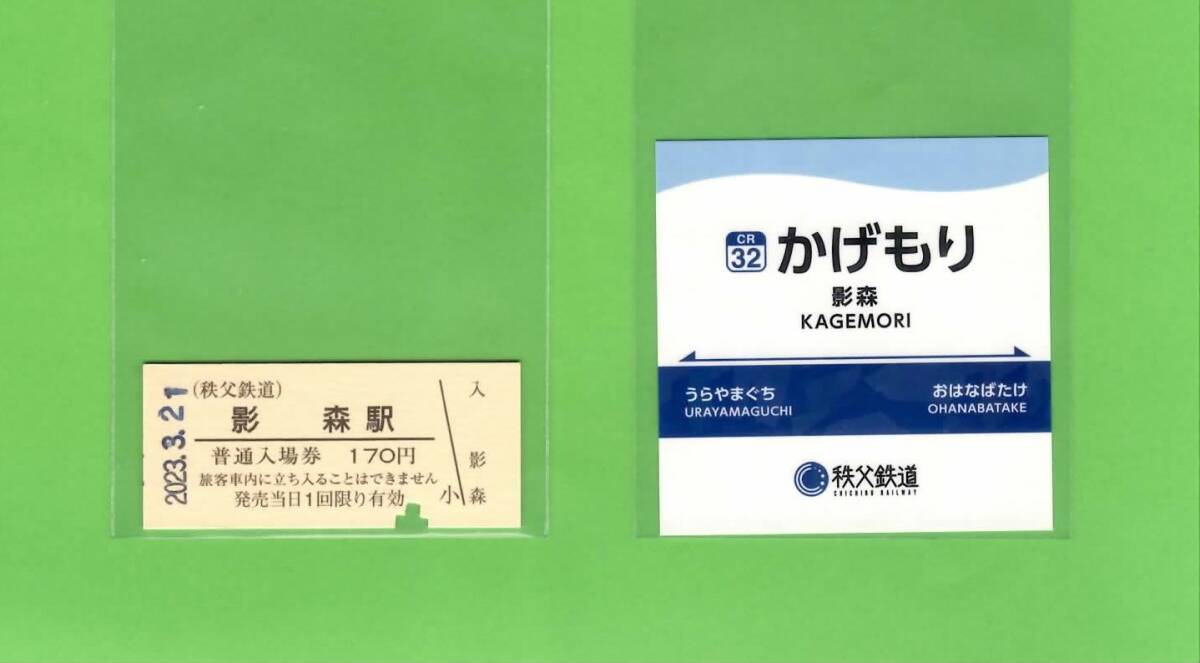 2023.3.21
(秩父鉄道)
影 森駅
普通入場券 170円
旅客車内に立ち入ることはできません
発売当日1回限り有効
小
入
影
森
CR
32
かげもり
影森
KAGEMORI
うらやまぐち
URAYAMAGUCHI
おはなばたけ
OHANABATAKE
秩父鉄道
CHICHIBU RAILWAY